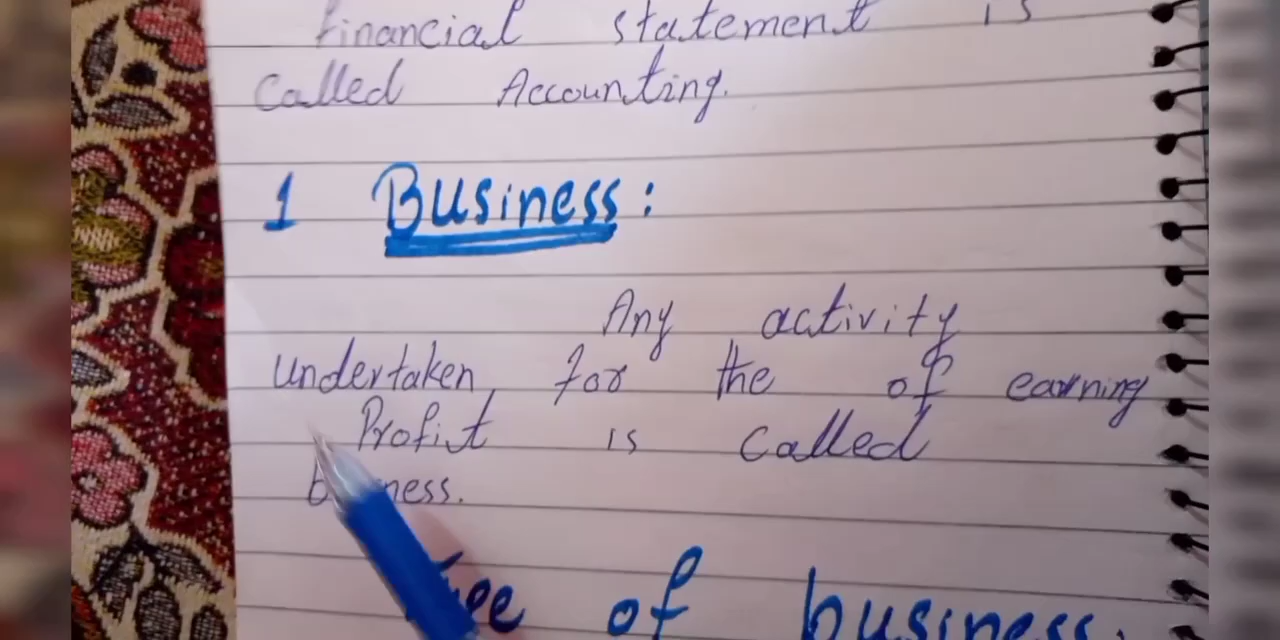 financial statement is
called Accounting.
1 Business:
Any activity
undertaken for the of earning
Profit is called
of business.